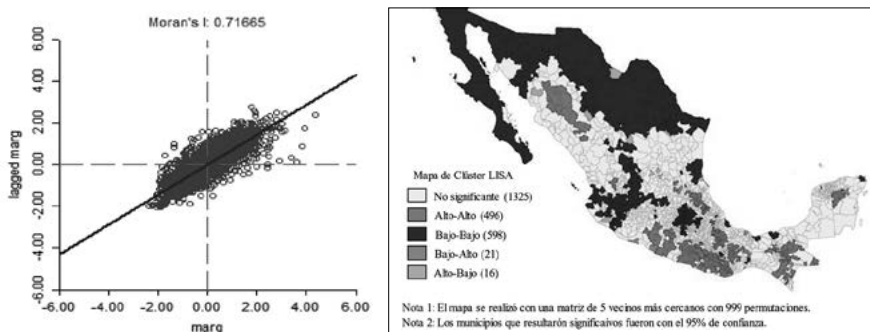 Moran's I: 0.71665
6.00
4.00
2.00
0.00
-2.00
-4.00
-6.00
lagged marg
-6.00 -4.00 -2.00 0.00 2.00 4.00 6.00
marg
Mapa de Clúster LISA
No significante (1325)
Alto-Alto (496)
Bajo-Bajo (598)
Bajo-Alto (21)
Alto-Bajo (16)
Nota 1: El mapa se realizó con una matriz de 5 vecinos más cercanos con 999 permutaciones.
Nota 2: Los municipios que resultarón significaivos fueron con el 95% de confianza.